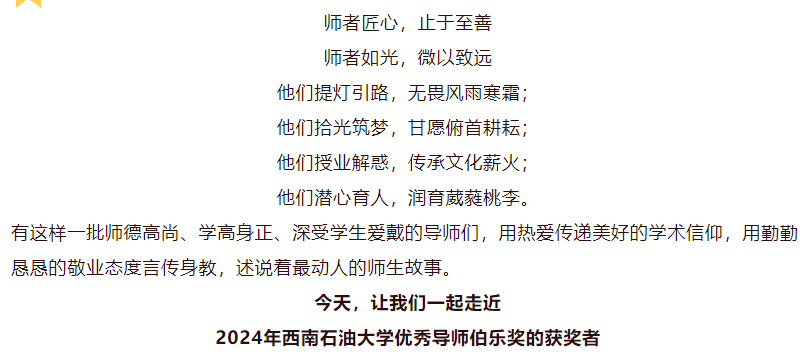 师者匠心，止于至善
师者如光，微以致远
他们提灯引路，无畏风雨寒霜；
他们拾光筑梦，甘愿俯首耕耘；
他们授业解惑，传承文化薪火；
他们潜心育人，润育葳蕤桃李。
有这样一批师德高尚、学高身正、深受学生爱戴的导师们，用热爱传递美好的学术信仰，用勤勤
恳恳的敬业态度言传身教，述说着最动人的师生故事。
今天，让我们一起走近
2024年西南石油大学优秀导师伯乐奖的获奖者